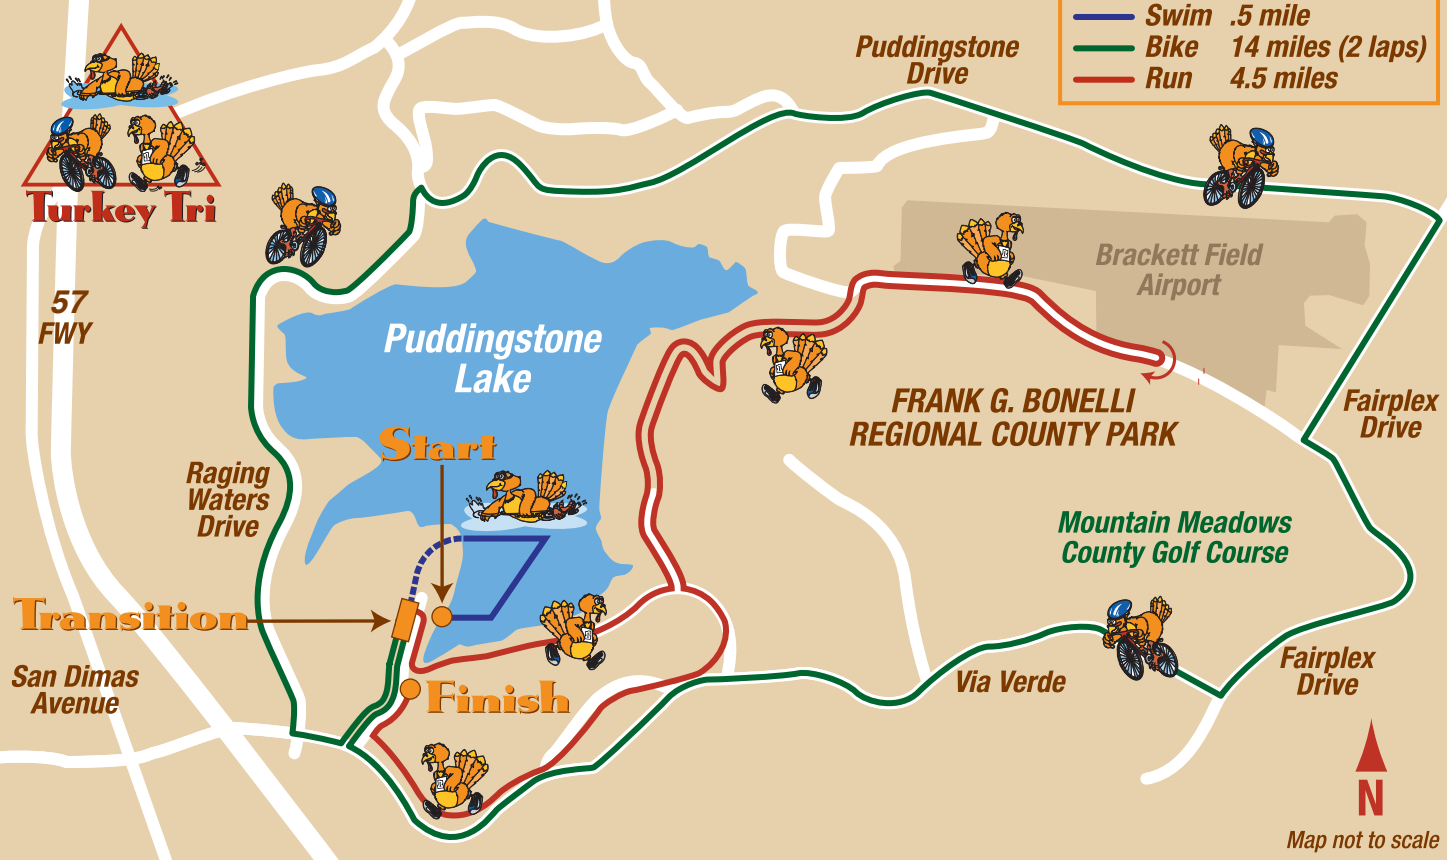 Swim .5 mile
Bike 14 miles (2 laps)
Run 4.5 miles
Puddingstone
Drive
Turkey Tri
57
FWY
Brackett Field
Airport
Puddingstone
Lake
FRANK G. BONELLI
REGIONAL COUNTY PARK
Fairplex
Drive
Start
Raging
Waters
Drive
Mountain Meadows
County Golf Course
Transition
San Dimas
Avenue
Finish
Via Verde
Fairplex
Drive
N
Map not to scale